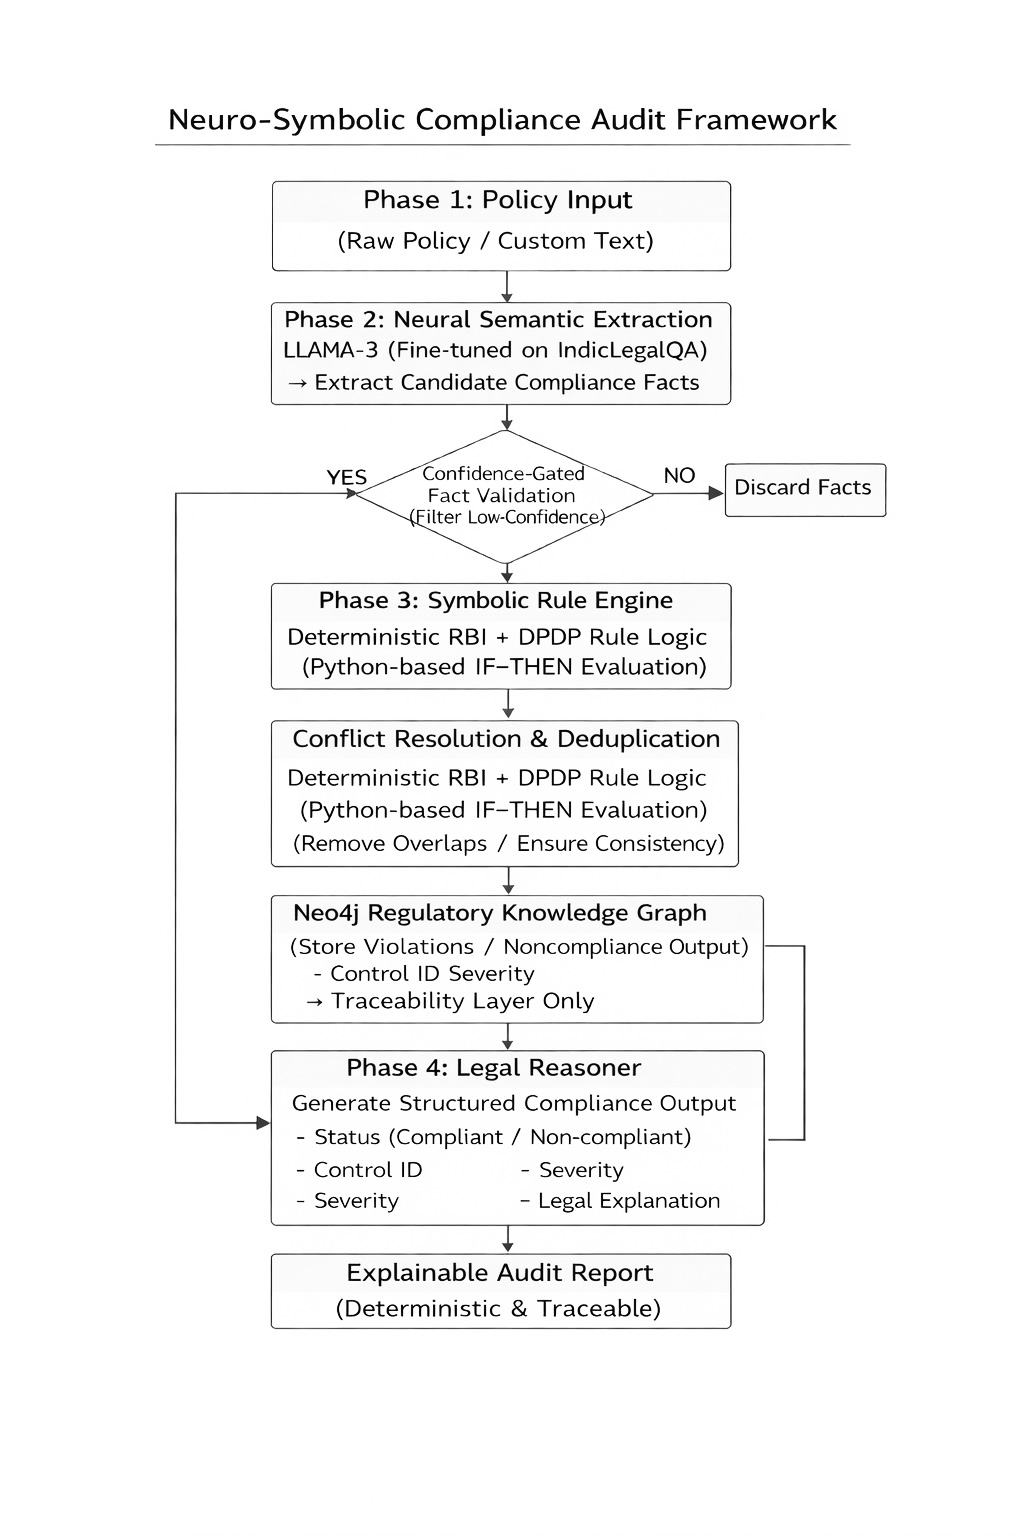 Neuro-Symbolic Compliance Audit Framework
Phase 1: Policy Input
(Raw Policy / Custom Text)
Phase 2: Neural Semantic Extraction
LLAMA-3 (Fine-tuned on IndicLegalQA)
→ Extract Candidate Compliance Facts
YES
Confidence-Gated
Fact Validation
(Filter Low-Confidence)
NO
Discard Facts
Phase 3: Symbolic Rule Engine
Deterministic RBI + DPDP Rule Logic
(Python-based IF–THEN Evaluation)
Conflict Resolution & Deduplication
Deterministic RBI + DPDP Rule Logic
(Python-based IF–THEN Evaluation)
(Remove Overlaps / Ensure Consistency)
Neo4j Regulatory Knowledge Graph
(Store Violations / Noncompliance Output)
- Control ID Severity
→ Traceability Layer Only
Phase 4: Legal Reasoner
Generate Structured Compliance Output
- Status (Compliant / Non-compliant)
- Control ID - Severity
- Severity – Legal Explanation
Explainable Audit Report
(Deterministic & Traceable)